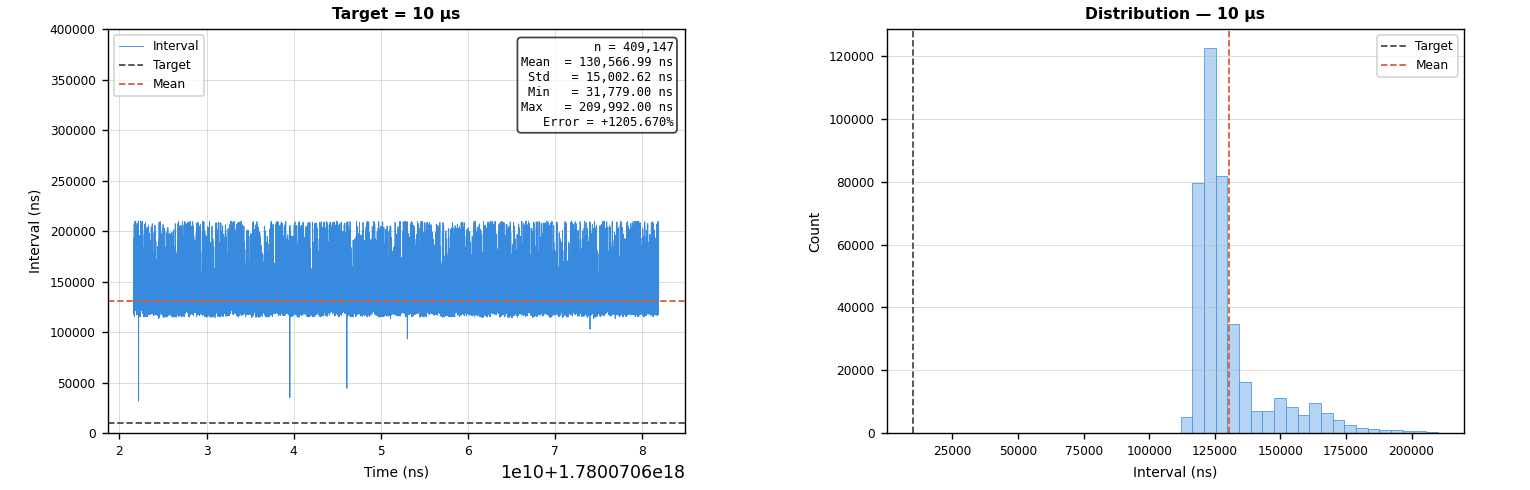 Target = 10 µs
400000
350000
300000
250000
200000
150000
100000
50000
0
Interval (ns)
Interval
Target
Mean
n = 409,147
Mean = 130,566.99 ns
Std = 15,002.62 ns
Min = 31,779.00 ns
Max = 209,992.00 ns
Error = +1205.670%
2 3 4 5 6 7 8
Time (ns)
1e10+1.7800706e18
Distribution — 10 µs
120000
100000
80000
60000
40000
20000
0
Count
Target
Mean
25000 50000 75000 100000 125000 150000 175000 200000
Interval (ns)